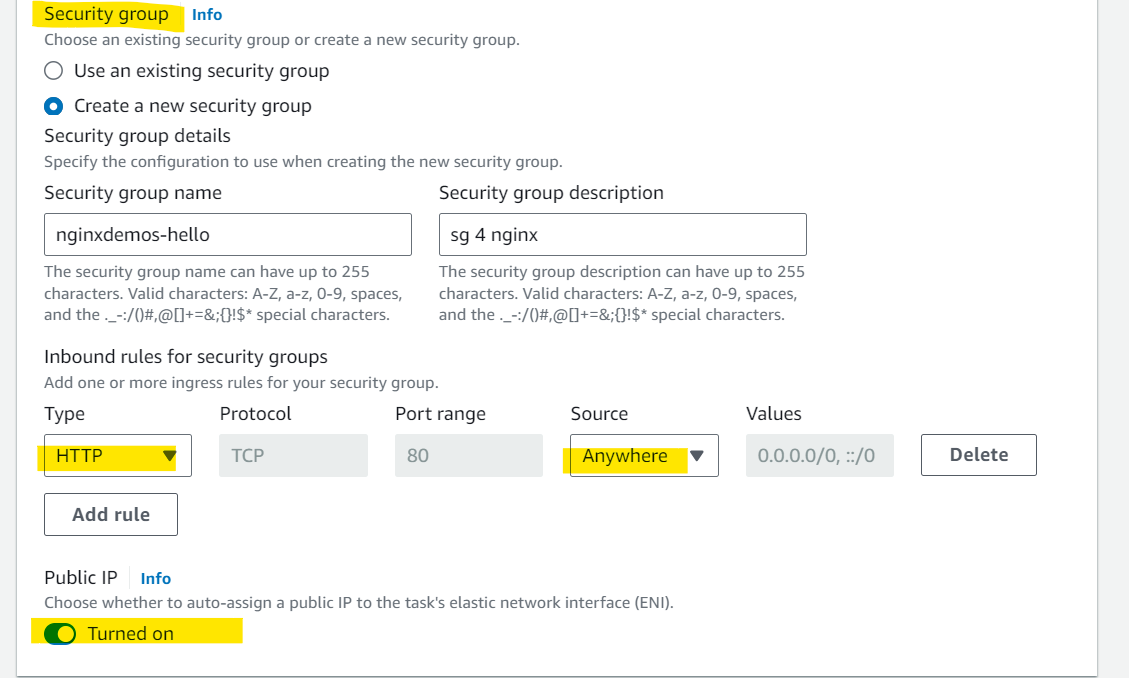 Security group Info
Choose an existing security group or create a new security group.
Use an existing security group
Create a new security group
Security group details
Specify the configuration to use when creating the new security group.
Security group name
nginxdemos-hello
The security group name can have up to 255
characters. Valid characters: A-Z, a-z, 0-9, spaces,
and the ._-:/()#,@[]+=&;{}!$* special characters.
Security group description
sg 4 nginx
The security group description can have up to 255
characters. Valid characters: A-Z, a-z, 0-9, spaces,
and the ._-:/()#,@[]+=&;{}!$* special characters.
Inbound rules for security groups
Add one or more ingress rules for your security group.
Type Protocol Port range Source Values
HTTP TCP 80 Anywhere 0.0.0.0/0, ::/0 Delete
Add rule
Public IP Info
Choose whether to auto-assign a public IP to the task's elastic network interface (ENI).
Turned on